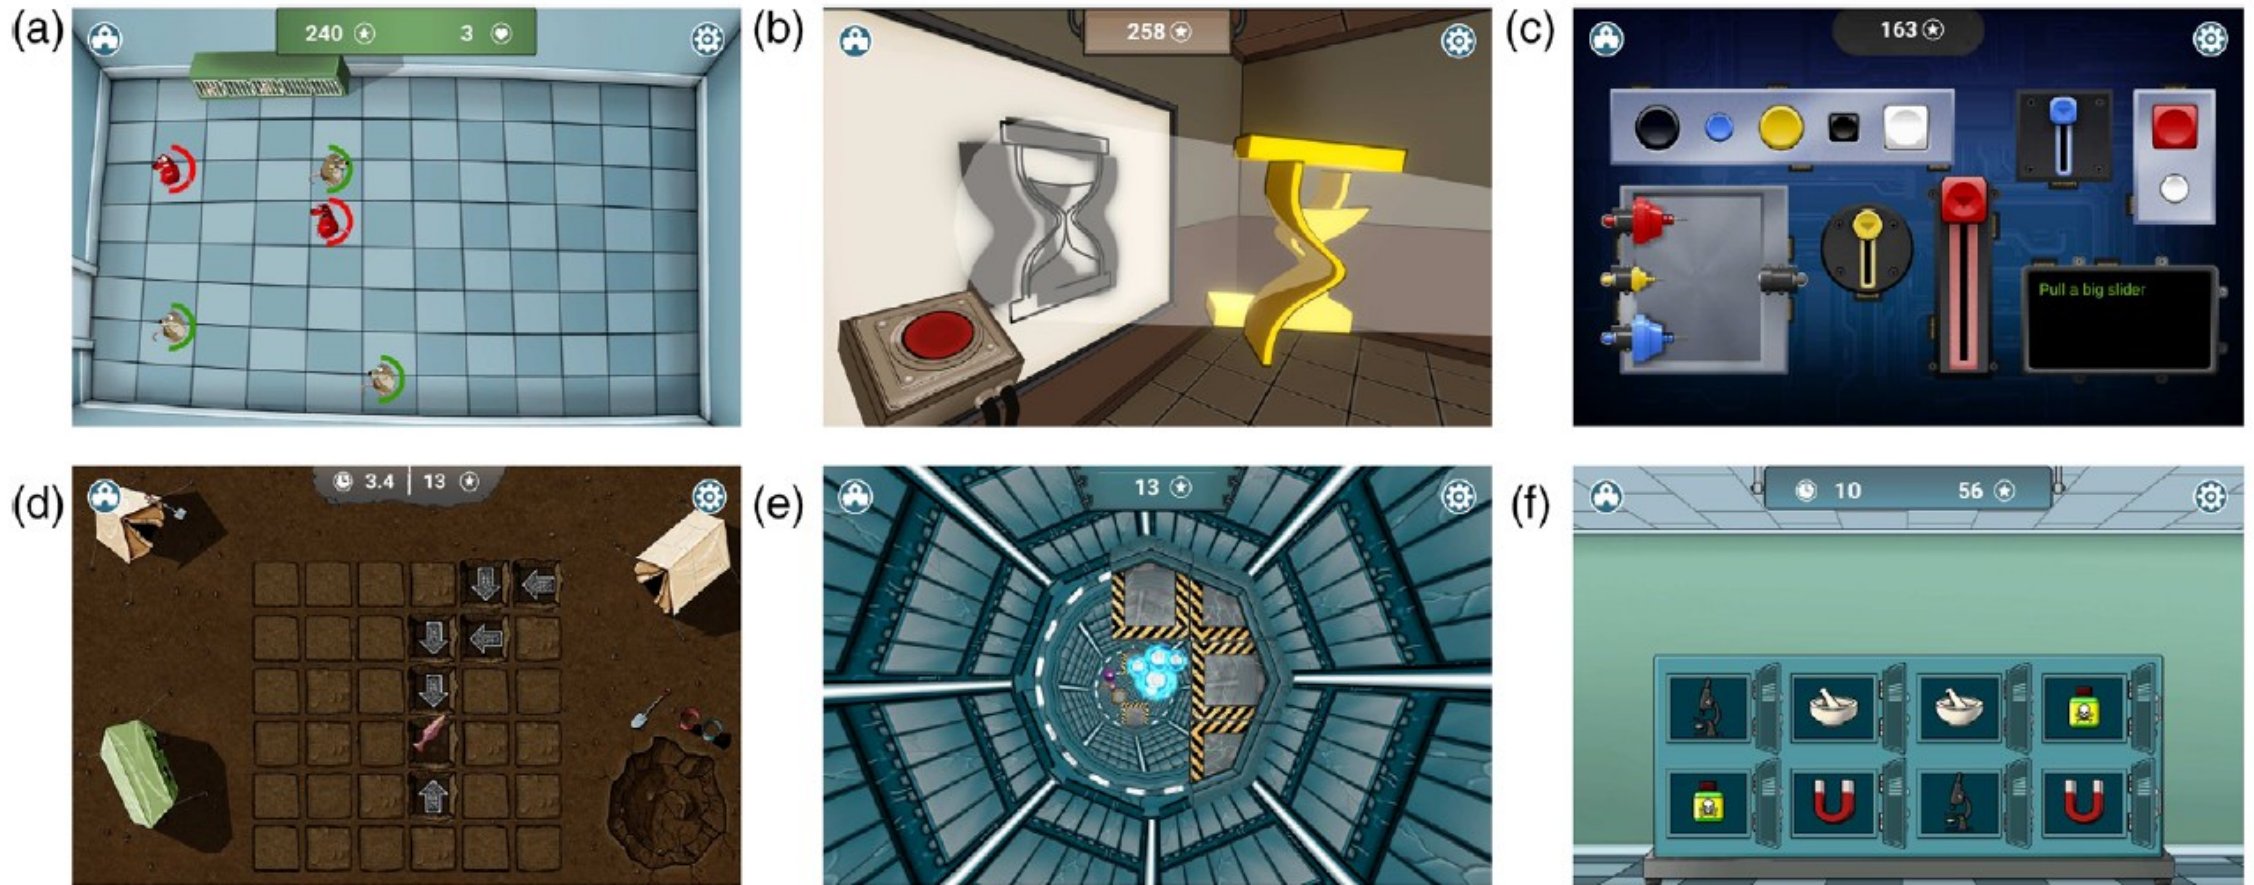 (a)
240 3
(b)
258
(c)
163
Pull a big slider
(d)
3.4 | 13
(e)
13
(f)
10 56